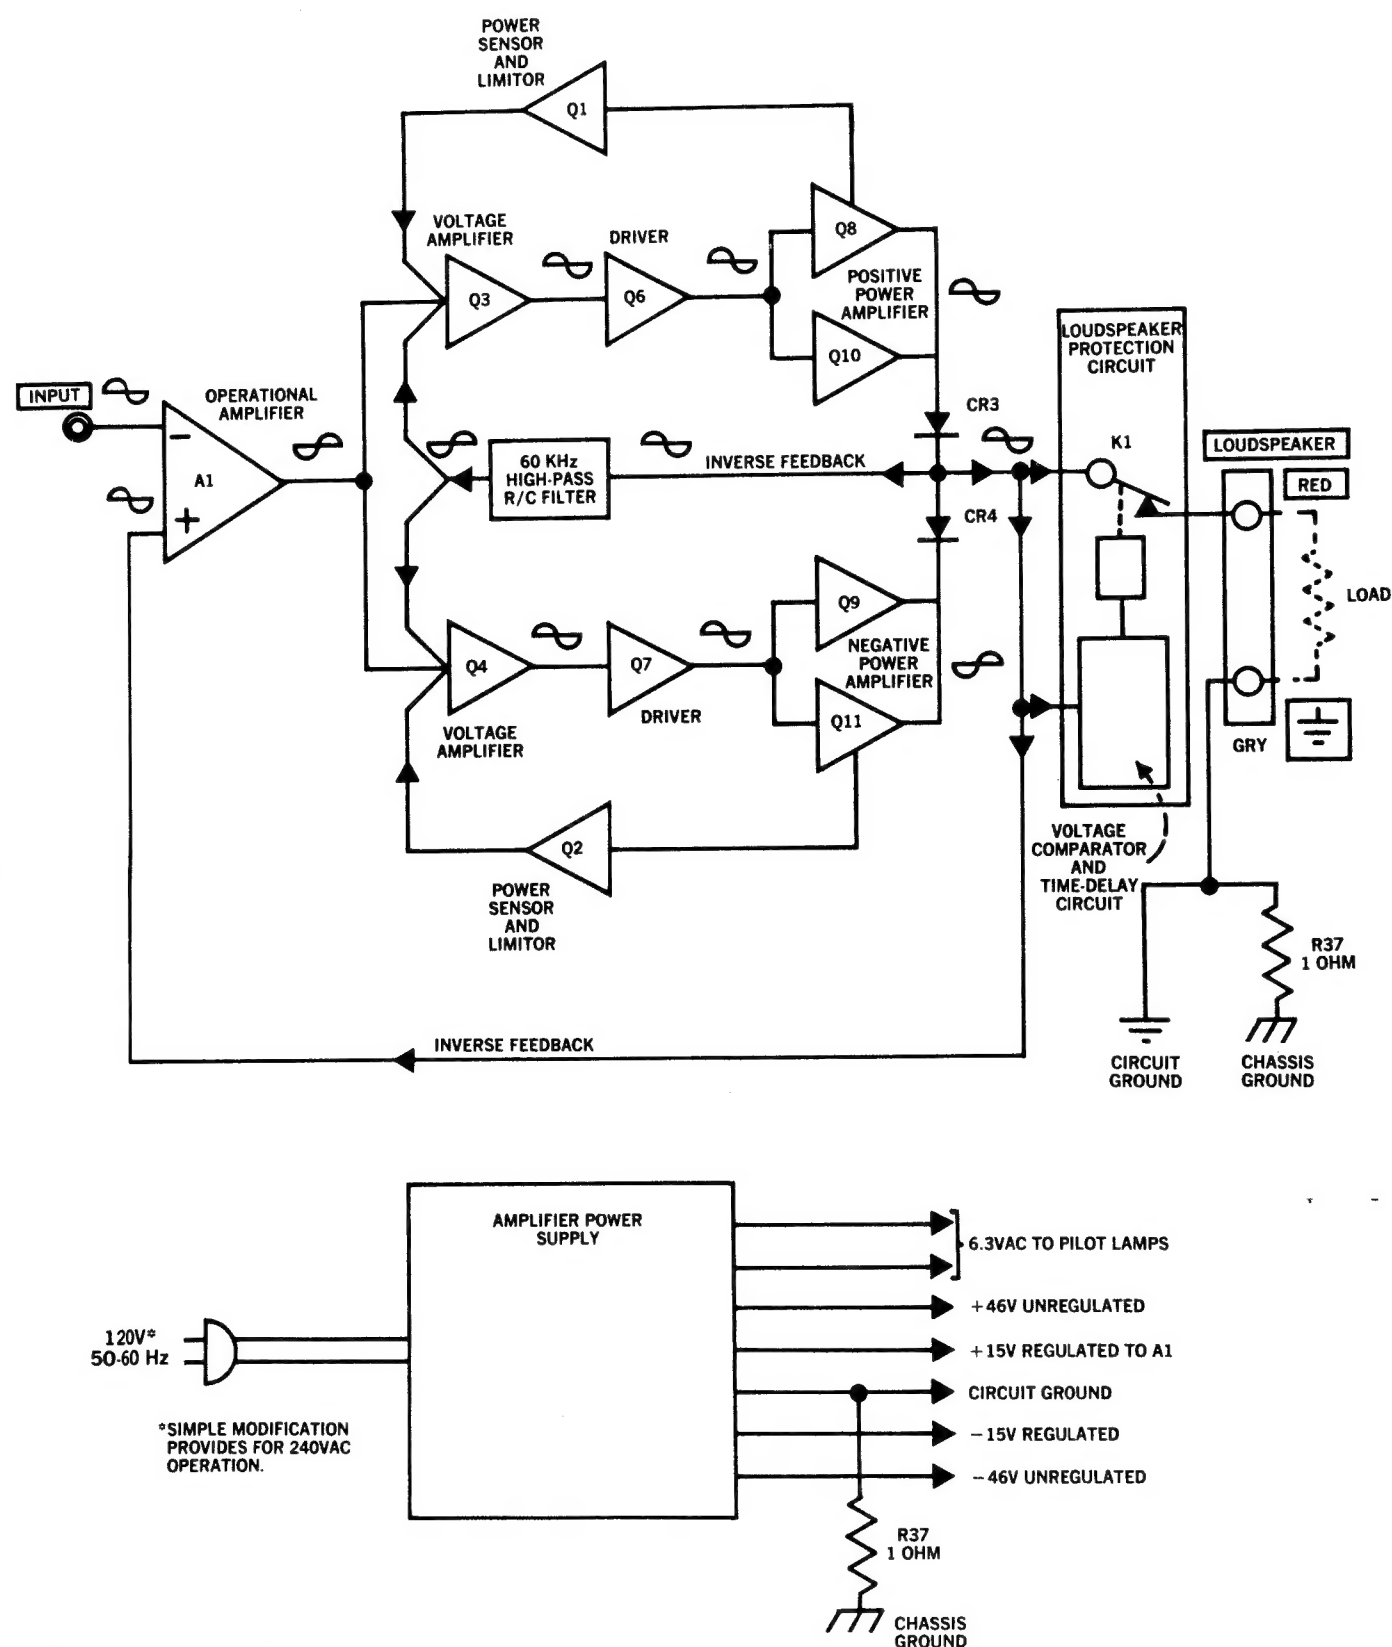 POWER
SENSOR
AND
LIMITOR
Q1
VOLTAGE
AMPLIFIER
DRIVER
Q8
POSITIVE
POWER
AMPLIFIER
Q3
Q6
Q10
LOUDSPEAKER
PROTECTION
CIRCUIT
INPUT
OPERATIONAL
AMPLIFIER
CR3
K1
LOUDSPEAKER
RED
−
A1
+
60 KHz
HIGH-PASS
R/C FILTER
INVERSE FEEDBACK
CR4
LOAD
Q9
NEGATIVE
POWER
AMPLIFIER
Q4
Q7
DRIVER
Q11
VOLTAGE
AMPLIFIER
GRY
Q2
POWER
SENSOR
AND
LIMITOR
VOLTAGE
COMPARATOR
AND
TIME-DELAY
CIRCUIT
R37
1 OHM
INVERSE FEEDBACK
CIRCUIT
GROUND
CHASSIS
GROUND
AMPLIFIER POWER
SUPPLY
6.3VAC TO PILOT LAMPS
+46V UNREGULATED
120V*
50-60 Hz
+15V REGULATED TO A1
CIRCUIT GROUND
*SIMPLE MODIFICATION
PROVIDES FOR 240VAC
OPERATION.
−15V REGULATED
−46V UNREGULATED
R37
1 OHM
CHASSIS
GROUND